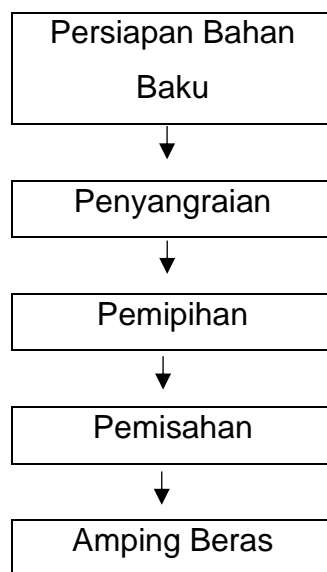 Persiapan Bahan
Baku
Penyangraian
Pemipihan
Pemisahan
Amping Beras